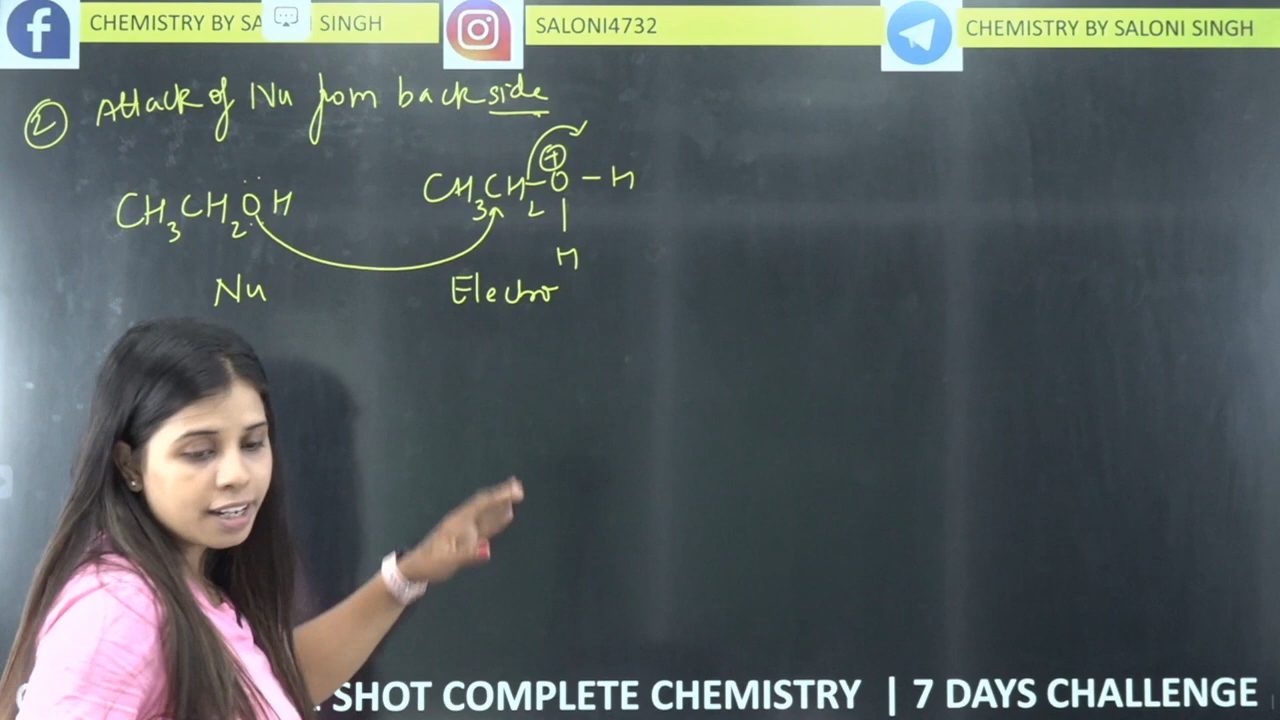 CHEMISTRY BY SA SINGH
SALONI4732
CHEMISTRY BY SALONI SINGH
② Attack of Nu from back side
CH3CH2ÖH CH3CH2–O–H
⊕
|
H
Nu Electro
SHOT COMPLETE CHEMISTRY | 7 DAYS CHALLENGE